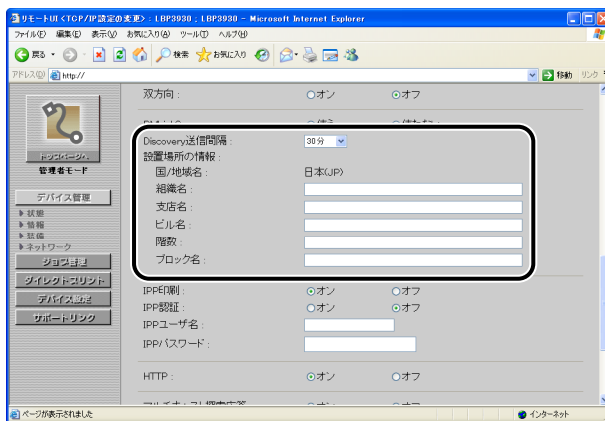 リモートUI <TCP/IP設定の変更> : LBP3930 : LBP3930 - Microsoft Internet Explorer
ファイル(F) 編集(E) 表示(V) お気に入り(A) ツール(T) ヘルプ(H)
戻る 検索 お気に入り
アドレス(D) http:// 移動 リンク
双方向 : オン オフ
Discovery送信間隔 : 30分
設置場所の情報 :
国/地域名 : 日本(JP)
組織名 :
支店名 :
ビル名 :
階数 :
ブロック名 :
IPP印刷 : オン オフ
IPP認証 : オン オフ
IPPユーザ名 :
IPPパスワード :
HTTP : オン オフ
トップページへ
管理者モード
デバイス管理
状態
情報
装備
ネットワーク
ジョブ管理
ダイレクトプリント
デバイス設定
サポートリンク
ページが表示されました インターネット